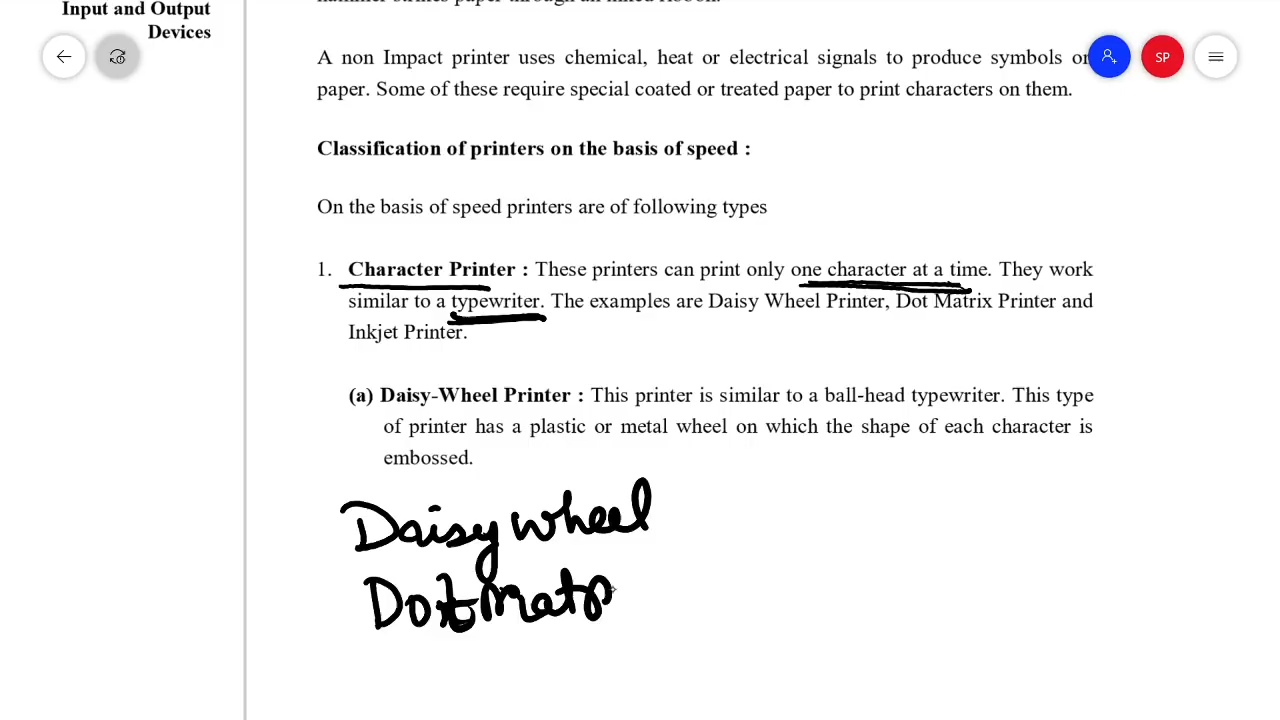 Input and Output
Devices
SP
A non Impact printer uses chemical, heat or electrical signals to produce symbols on
paper. Some of these require special coated or treated paper to print characters on them.
Classification of printers on the basis of speed :
On the basis of speed printers are of following types
1. Character Printer : These printers can print only one character at a time. They work
similar to a typewriter. The examples are Daisy Wheel Printer, Dot Matrix Printer and
Inkjet Printer.
(a) Daisy-Wheel Printer : This printer is similar to a ball-head typewriter. This type
of printer has a plastic or metal wheel on which the shape of each character is
embossed.
Daisy wheel
Dot